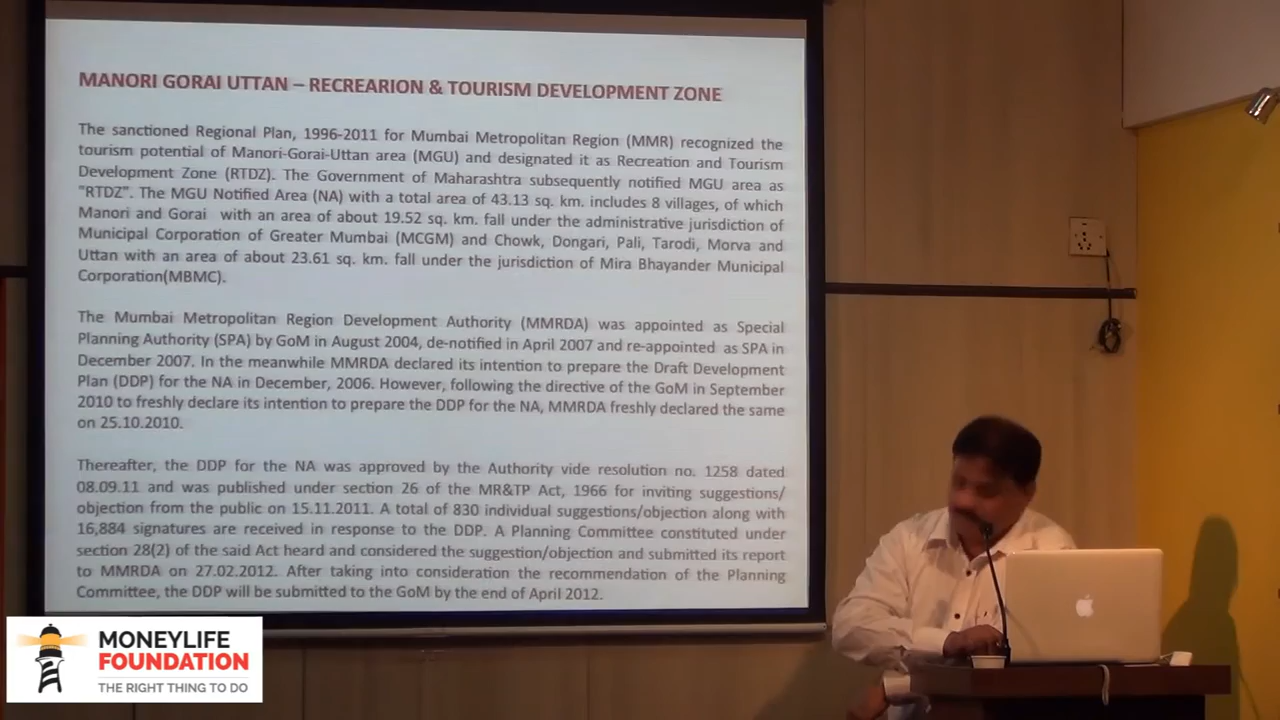 MANORI GORAI UTTAN – RECREARION & TOURISM DEVELOPMENT ZONE
The sanctioned Regional Plan, 1996-2011 for Mumbai Metropolitan Region (MMR) recognized the
tourism potential of Manori-Gorai-Uttan area (MGU) and designated it as Recreation and Tourism
Development Zone (RTDZ). The Government of Maharashtra subsequently notified MGU area as
"RTDZ". The MGU Notified Area (NA) with a total area of 43.13 sq. km. includes 8 villages, of which
Manori and Gorai with an area of about 19.52 sq. km. fall under the administrative jurisdiction of
Municipal Corporation of Greater Mumbai (MCGM) and Chowk, Dongari, Pali, Tarodi, Morva and
Uttan with an area of about 23.61 sq. km. fall under the jurisdiction of Mira Bhayander Municipal
Corporation(MBMC).
The Mumbai Metropolitan Region Development Authority (MMRDA) was appointed as Special
Planning Authority (SPA) by GoM in August 2004, de-notified in April 2007 and re-appointed as SPA in
December 2007. In the meanwhile MMRDA declared its intention to prepare the Draft Development
Plan (DDP) for the NA in December, 2006. However, following the directive of the GoM in September
2010 to freshly declare its intention to prepare the DDP for the NA, MMRDA freshly declared the same
on 25.10.2010.
Thereafter, the DDP for the NA was approved by the Authority vide resolution no. 1258 dated
08.09.11 and was published under section 26 of the MR&TP Act, 1966 for inviting suggestions/
objection from the public on 15.11.2011. A total of 830 individual suggestions/objection along with
16,884 signatures are received in response to the DDP. A Planning Committee constituted under
section 28(2) of the said Act heard and considered the suggestion/objection and submitted its report
to MMRDA on 27.02.2012. After taking into consideration the recommendation of the Planning
Committee, the DDP will be submitted to the GoM by the end of April 2012.
MONEYLIFE
FOUNDATION
THE RIGHT THING TO DO